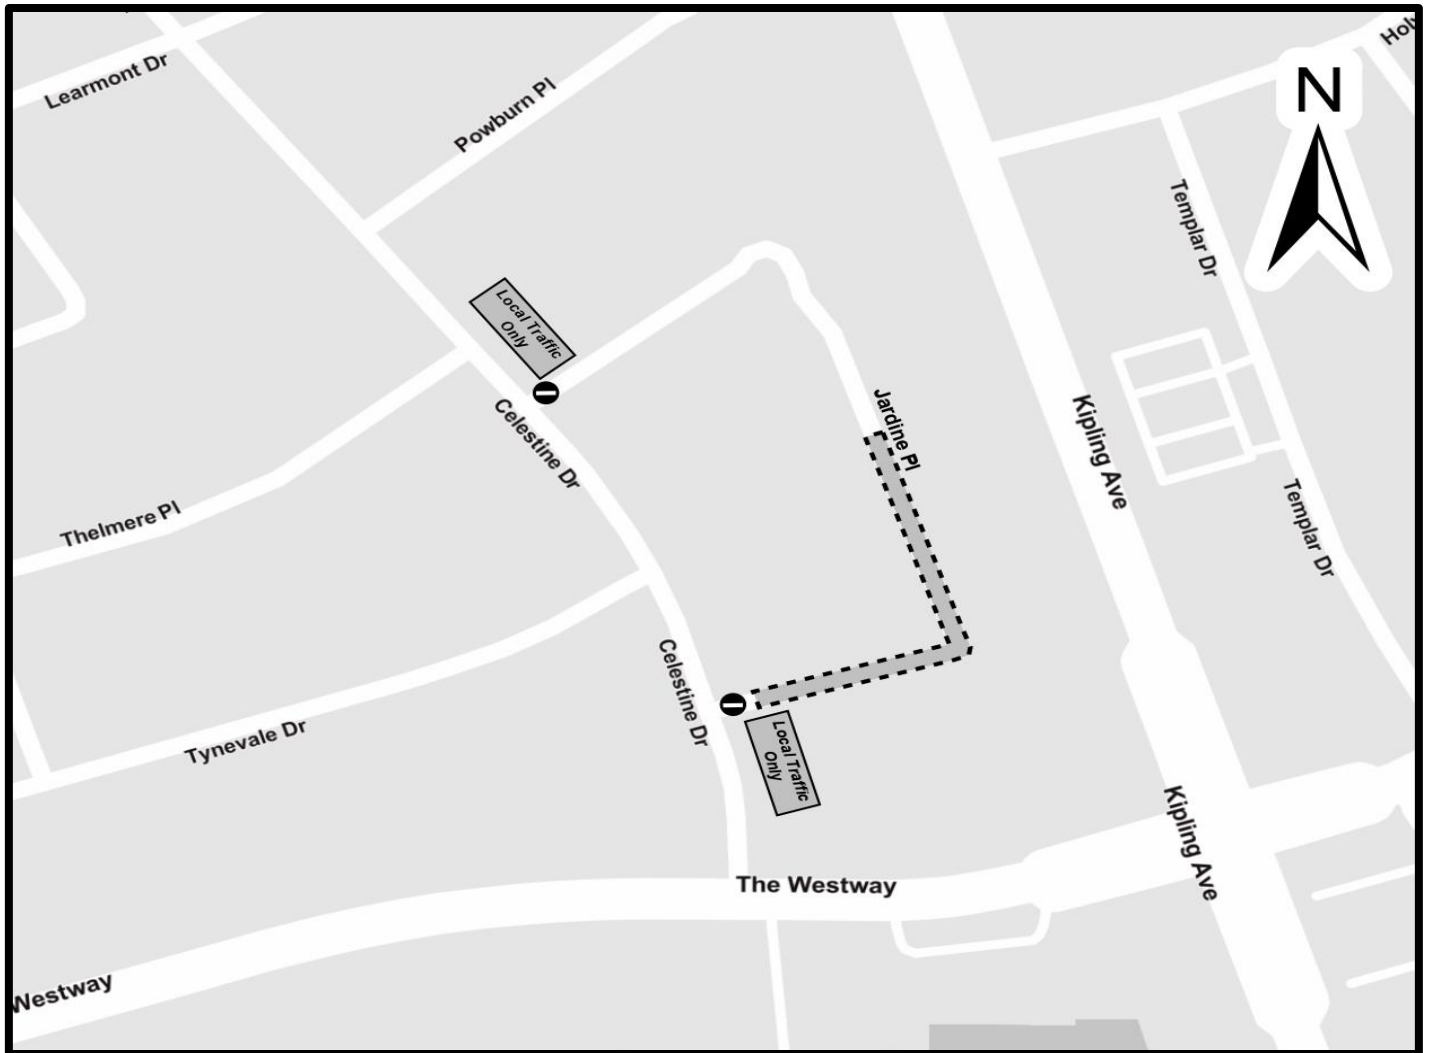 Holy
Learmont Dr
N
Powburn Pl
Templar Dr
Local Traffic
Only
Jardine Pl
Celestine Dr
Kipling Ave
Thelmere Pl
Templar Dr
Celestine Dr
Tynevale Dr
Local Traffic
Only
Kipling Ave
The Westway
Westway